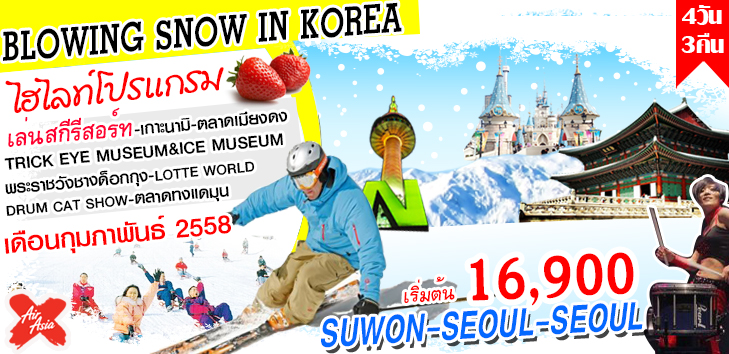 BLOWING SNOW IN KOREA
4วัน
3คืน
ไฮไลท์โปรแกรม
เล่นสกีรีสอร์ท-เกาะนามิ-ตลาดเมียงดง
TRICK EYE MUSEUM&ICE MUSEUM
พระราชวังชางด็อกกุง-LOTTE WORLD
DRUM CAT SHOW-ตลาดทงแดมุน
เดือนกุมภาพันธ์ 2558
Air
Asia
เริ่มต้น 16,900
SUWON-SEOUL-SEOUL